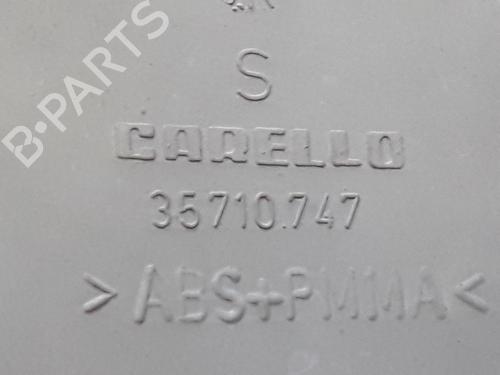 B-PARTS
S
CARELLO
35710.747
>ABS+PMMA<